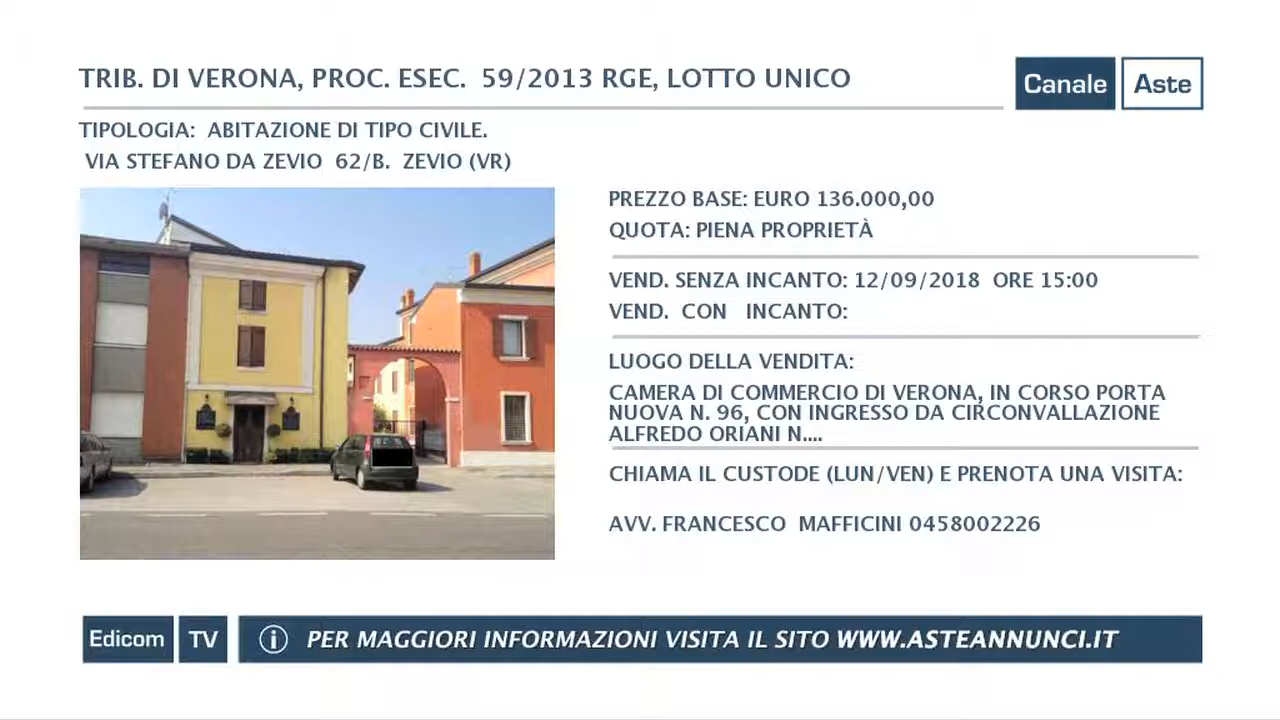 TRIB. DI VERONA, PROC. ESEC.  59/2013 RGE, LOTTO UNICO
Canale Aste
TIPOLOGIA:  ABITAZIONE DI TIPO CIVILE.
VIA STEFANO DA ZEVIO  62/B.  ZEVIO (VR)
PREZZO BASE: EURO 136.000,00
QUOTA: PIENA PROPRIETÀ
VEND. SENZA INCANTO: 12/09/2018  ORE 15:00
VEND.  CON   INCANTO:
LUOGO DELLA VENDITA:
CAMERA DI COMMERCIO DI VERONA, IN CORSO PORTA
NUOVA N. 96, CON INGRESSO DA CIRCONVALLAZIONE
ALFREDO ORIANI N....
CHIAMA IL CUSTODE (LUN/VEN) E PRENOTA UNA VISITA:
AVV. FRANCESCO  MAFFICINI 0458002226
Edicom TV
PER MAGGIORI INFORMAZIONI VISITA IL SITO WWW.ASTEANNUNCI.IT